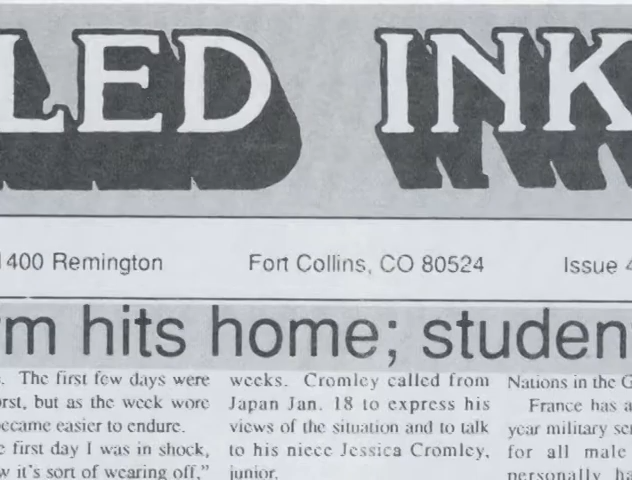 LED INK
1400 Remington Fort Collins, CO 80524 Issue 4
m hits home; studen
. The first few days were
orst, but as the week wore
became easier to endure.
e first day I was in shock,
w it's sort of wearing off,"
weeks. Cromley called from
Japan Jan. 18 to express his
views of the situation and to talk
to his niece Jessica Cromley,
junior.
Nations in the G
France has a
year military ser
for all male
personally ha